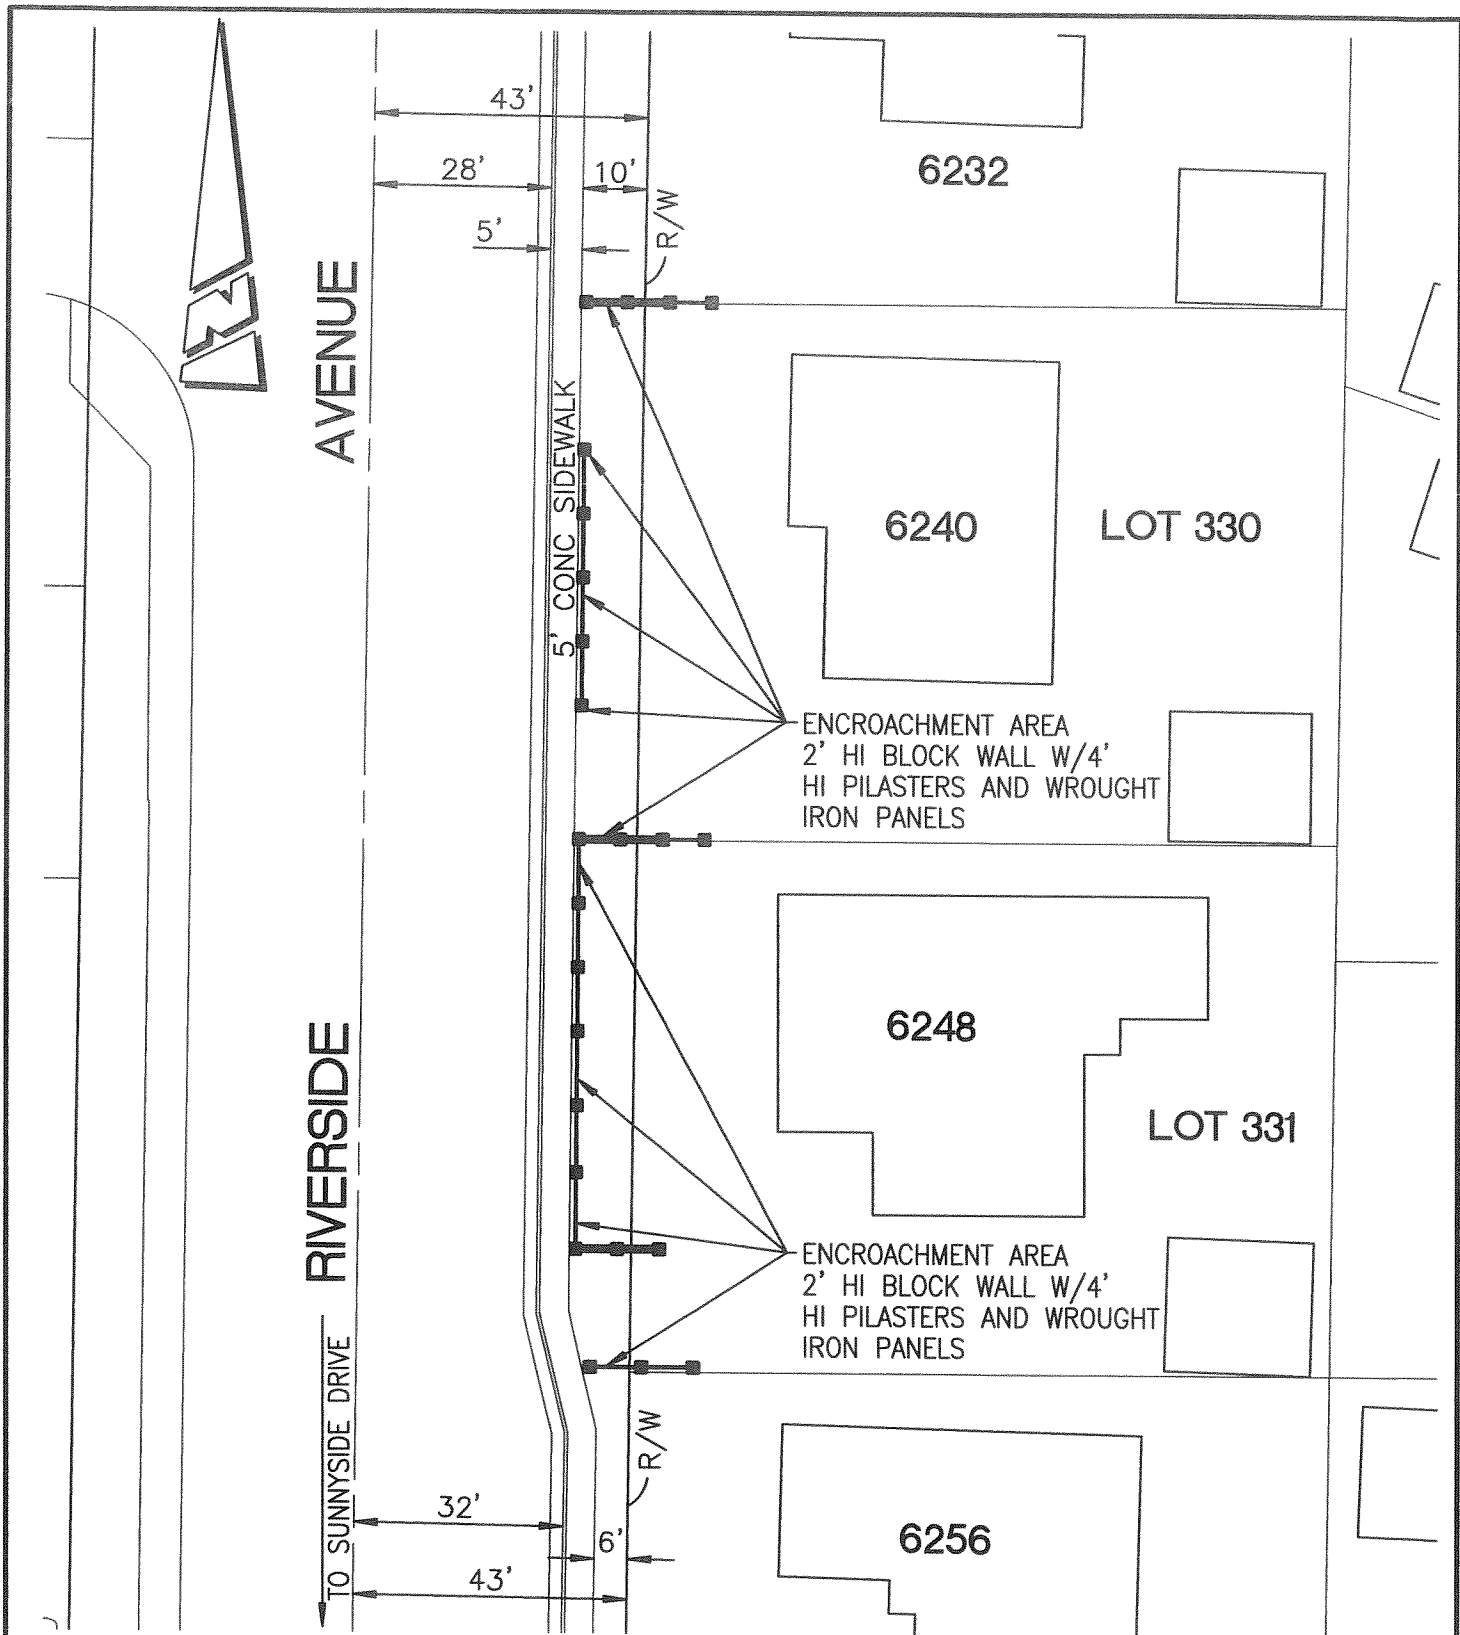 43'
28'
10'
5'
R/W
6232
AVENUE
5' CONC SIDEWALK
6240
LOT 330
ENCROACHMENT AREA
2' HI BLOCK WALL W/4'
HI PILASTERS AND WROUGHT
IRON PANELS
RIVERSIDE
6248
LOT 331
ENCROACHMENT AREA
2' HI BLOCK WALL W/4'
HI PILASTERS AND WROUGHT
IRON PANELS
TO SUNNYSIDE DRIVE
R/W
32'
6'
43'
6256
N